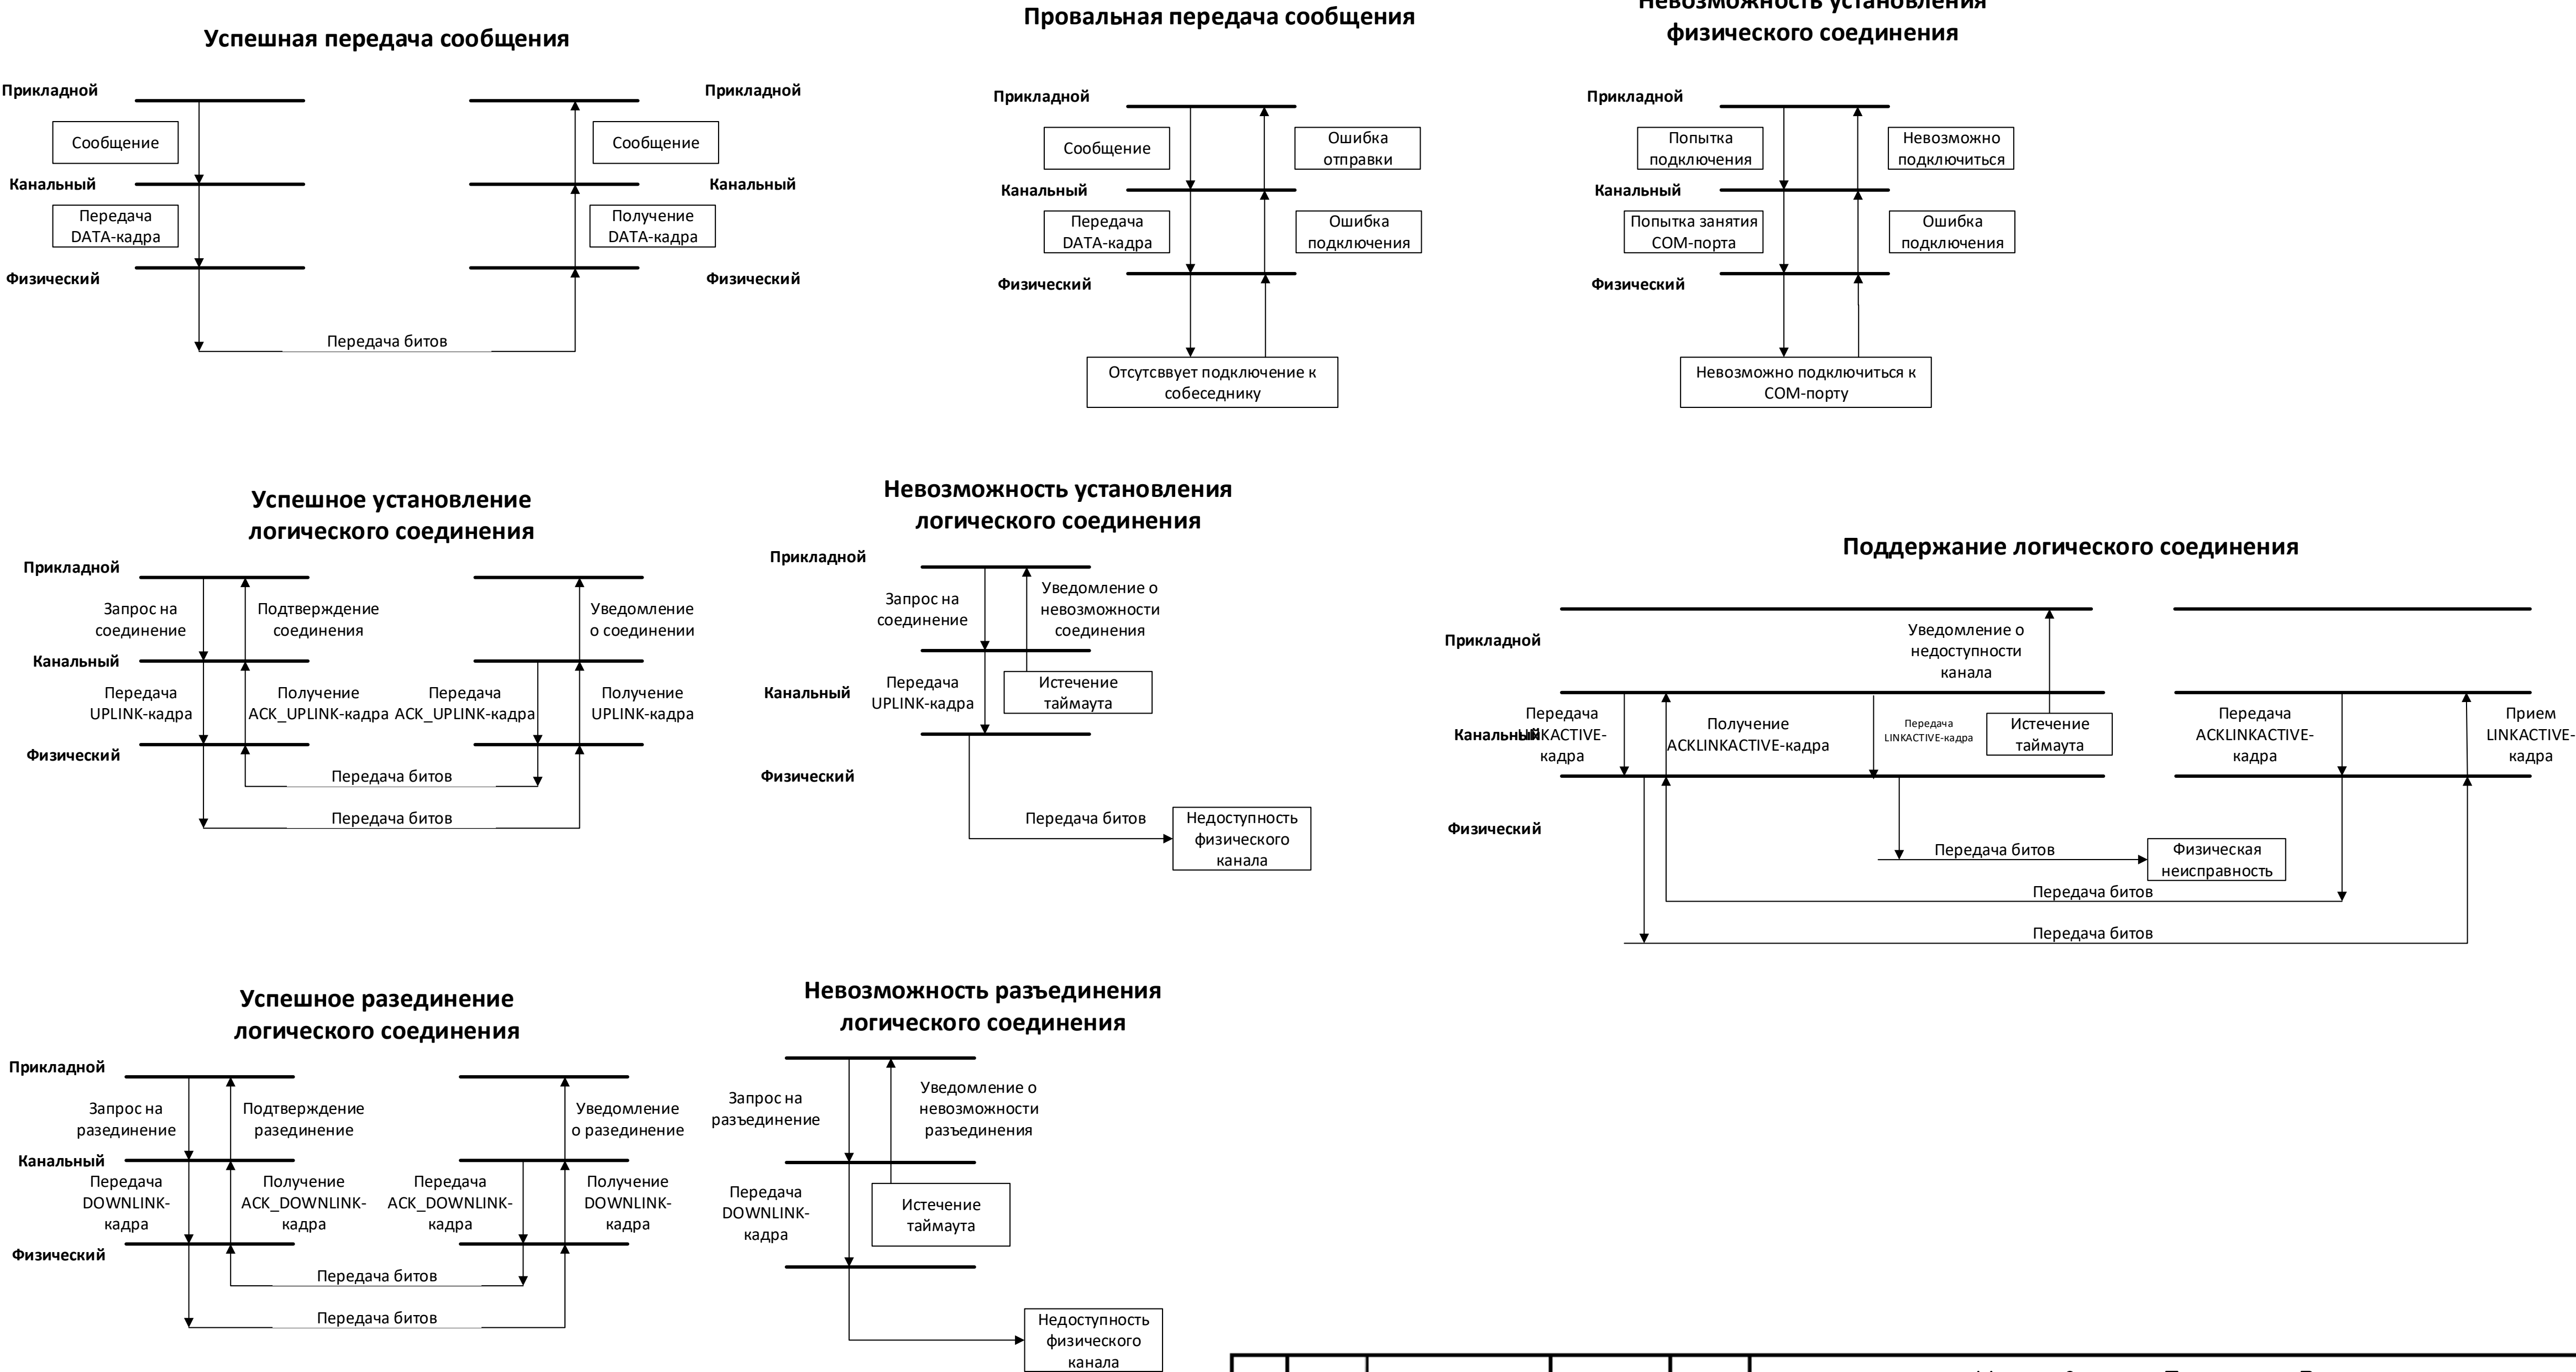 Успешная передача сообщения
Прикладной
Прикладной
Сообщение
Сообщение
Канальный
Канальный
Передача
DATA-кадра
Получение
DATA-кадра
Физический
Физический
Передача битов
Провальная передача сообщения
Прикладной
Сообщение
Ошибка
отправки
Канальный
Передача
DATA-кадра
Ошибка
подключения
Физический
Отсутсввует подключение к
собеседнику
Невозможность установления
физического соединения
Прикладной
Попытка
подключения
Невозможно
подключиться
Канальный
Попытка занятия
COM-порта
Ошибка
подключения
Физический
Невозможно подключиться к
COM-порту
Успешное установление
логического соединения
Прикладной
Запрос на
соединение
Подтверждение
соединения
Уведомление
о соединении
Канальный
Передача
UPLINK-кадра
Получение
ACK_UPLINK-кадра
Передача
ACK_UPLINK-кадра
Получение
UPLINK-кадра
Физический
Передача битов
Передача битов
Невозможность установления
логического соединения
Прикладной
Запрос на
соединение
Уведомление о
невозможности
соединения
Канальный
Передача
UPLINK-кадра
Истечение
таймаута
Физический
Передача битов
Недоступность
физического
канала
Поддержание логического соединения
Прикладной
Уведомление о
недоступности
канала
Канальный
Передача
LINKACTIVE-
кадра
Получение
ACKLINKACTIVE-кадра
Передача
LINKACTIVE-кадра
Истечение
таймаута
Передача
ACKLINKACTIVE-
кадра
Прием
LINKACTIVE-
кадра
Физический
Передача битов
Физическая
неисправность
Передача битов
Передача битов
Успешное разединение
логического соединения
Прикладной
Запрос на
разединение
Подтверждение
разединение
Уведомление
о разединение
Канальный
Передача
DOWNLINK-
кадра
Получение
ACK_DOWNLINK-
кадра
Передача
ACK_DOWNLINK-
кадра
Получение
DOWNLINK-
кадра
Физический
Передача битов
Передача битов
Невозможность разъединения
логического соединения
Запрос на
разъединение
Уведомление о
невозможности
разъединения
Передача
DOWNLINK-
кадра
Истечение
таймаута
Недоступность
физического
канала